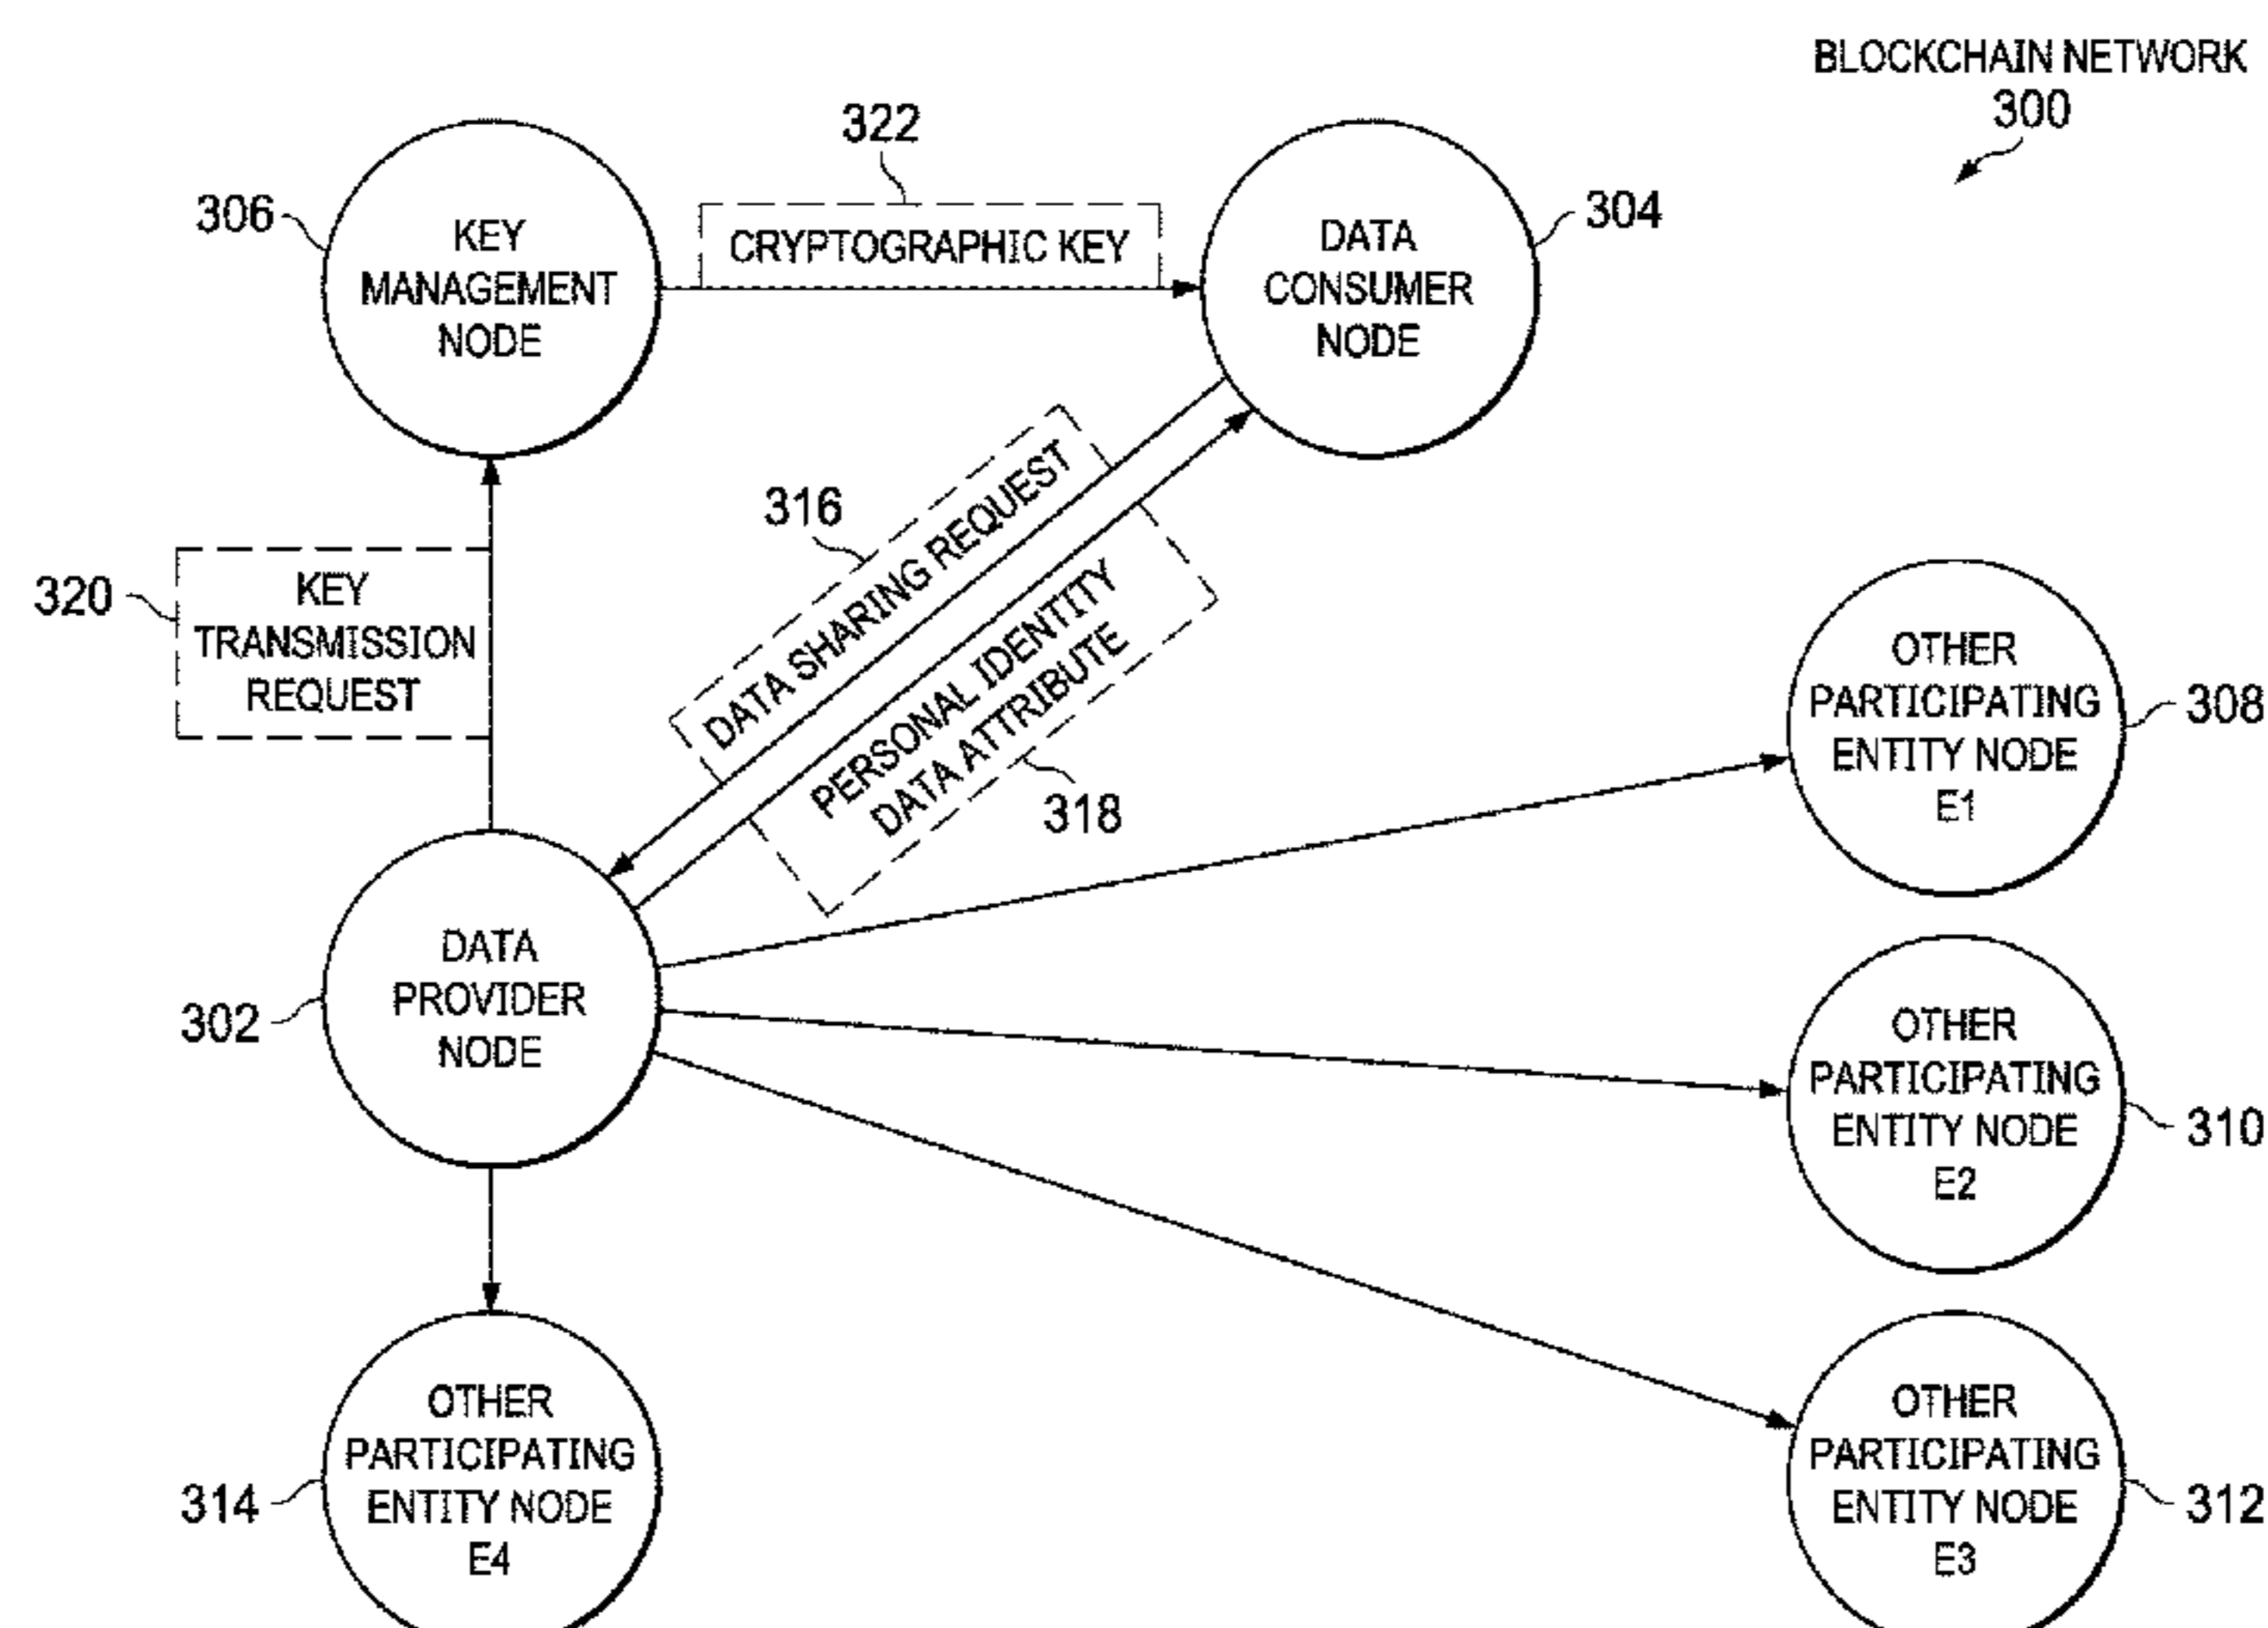 BLOCKCHAIN NETWORK
300
322
306
KEY
MANAGEMENT
NODE
CRYPTOGRAPHIC KEY
DATA
CONSUMER
NODE
304
316
DATA SHARING REQUEST
PERSONAL IDENTITY
DATA ATTRIBUTE
318
320
KEY
TRANSMISSION
REQUEST
OTHER
PARTICIPATING
ENTITY NODE
E1
308
302
DATA
PROVIDER
NODE
OTHER
PARTICIPATING
ENTITY NODE
E2
310
314
OTHER
PARTICIPATING
ENTITY NODE
E4
OTHER
PARTICIPATING
ENTITY NODE
E3
312